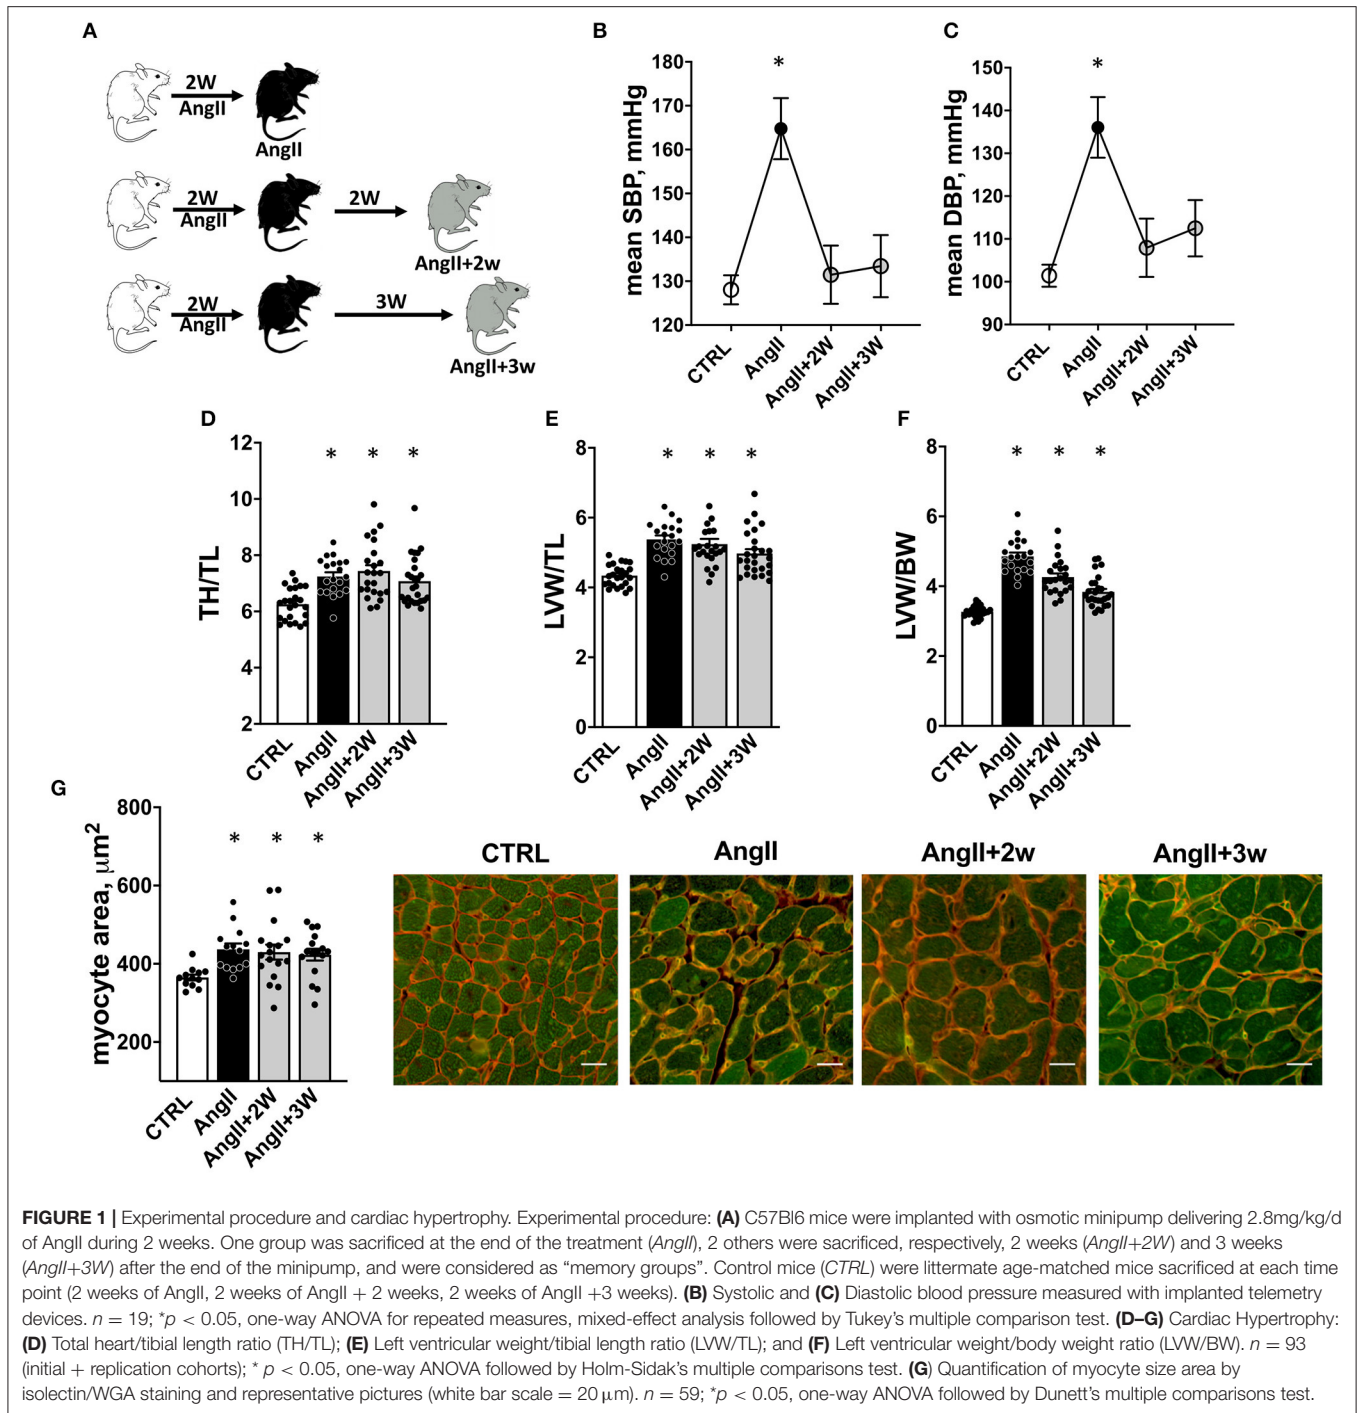 A
2W
AngII
AngII
2W
AngII
2W
AngII+2w
2W
AngII
3W
AngII+3w
B
mean SBP, mmHg
180
170
160
150
140
130
120
*
CTRL
AngII
AngII+2W
AngII+3W
C
mean DBP, mmHg
150
140
130
120
110
100
90
*
CTRL
AngII
AngII+2W
AngII+3W
D
TH/TL
12
10
8
6
4
2
* * *
CTRL
AngII
AngII+2W
AngII+3W
E
LVW/TL
8
6
4
2
0
* * *
CTRL
AngII
AngII+2W
AngII+3W
F
LVW/BW
8
6
4
2
0
* * *
CTRL
AngII
AngII+2W
AngII+3W
G
myocyte area, μm²
800
600
400
200
* * *
CTRL
AngII
AngII+2W
AngII+3W
CTRL
AngII
AngII+2w
AngII+3w
FIGURE 1 | Experimental procedure and cardiac hypertrophy. Experimental procedure: (A) C57Bl6 mice were implanted with osmotic minipump delivering 2.8mg/kg/d
of AngII during 2 weeks. One group was sacrificed at the end of the treatment (AngII), 2 others were sacrificed, respectively, 2 weeks (AngII+2W) and 3 weeks
(AngII+3W) after the end of the minipump, and were considered as “memory groups”. Control mice (CTRL) were littermate age-matched mice sacrificed at each time
point (2 weeks of AngII, 2 weeks of AngII + 2 weeks, 2 weeks of AngII +3 weeks). (B) Systolic and (C) Diastolic blood pressure measured with implanted telemetry
devices. n = 19; *p < 0.05, one-way ANOVA for repeated measures, mixed-effect analysis followed by Tukey’s multiple comparison test. (D–G) Cardiac Hypertrophy:
(D) Total heart/tibial length ratio (TH/TL); (E) Left ventricular weight/tibial length ratio (LVW/TL); and (F) Left ventricular weight/body weight ratio (LVW/BW). n = 93
(initial + replication cohorts); * p < 0.05, one-way ANOVA followed by Holm-Sidak’s multiple comparisons test. (G) Quantification of myocyte size area by
isolectin/WGA staining and representative pictures (white bar scale = 20 μm). n = 59; *p < 0.05, one-way ANOVA followed by Dunett’s multiple comparisons test.